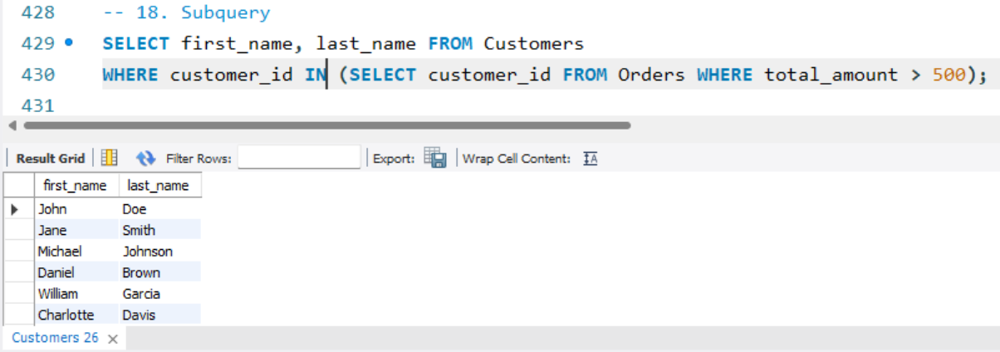 428 -- 18. Subquery
429 SELECT first_name, last_name FROM Customers
430 WHERE customer_id IN (SELECT customer_id FROM Orders WHERE total_amount > 500);
431
Result Grid Filter Rows: Export: Wrap Cell Content: IA
first_name last_name
John Doe
Jane Smith
Michael Johnson
Daniel Brown
William Garcia
Charlotte Davis
Customers 26 ×